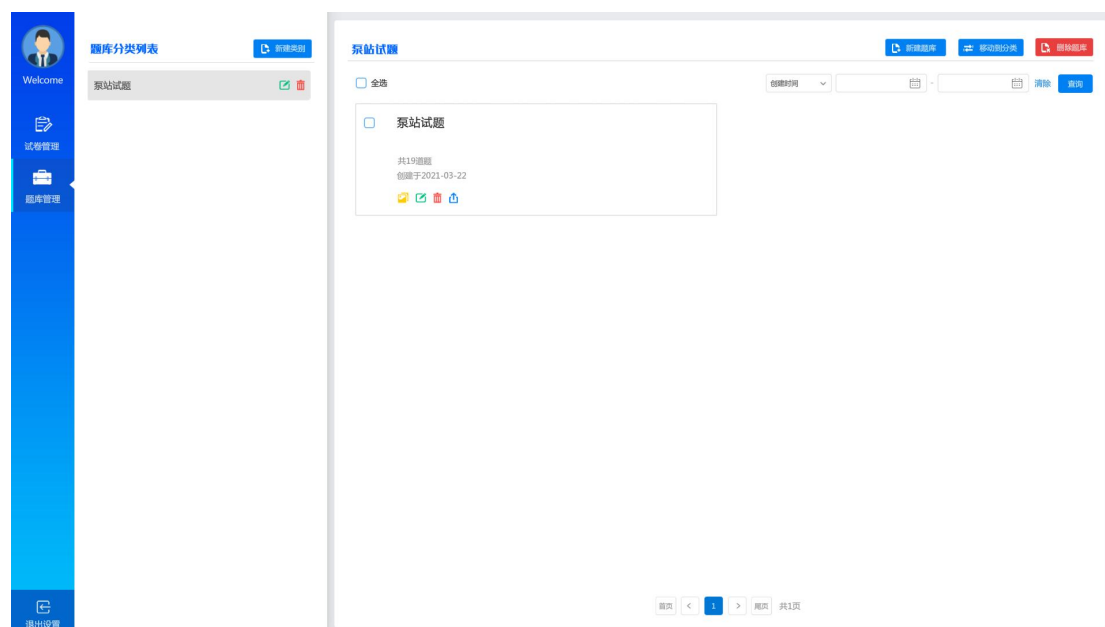 Welcome
试卷管理
题库管理
退出设置
题库分类列表
新建类别
泵站试题
泵站试题
新建题库
移动到分类
删除题库
全选
创建时间
-
清除
查询
泵站试题
共19道题
创建于2021-03-22
首页 < 1 > 尾页 共1页